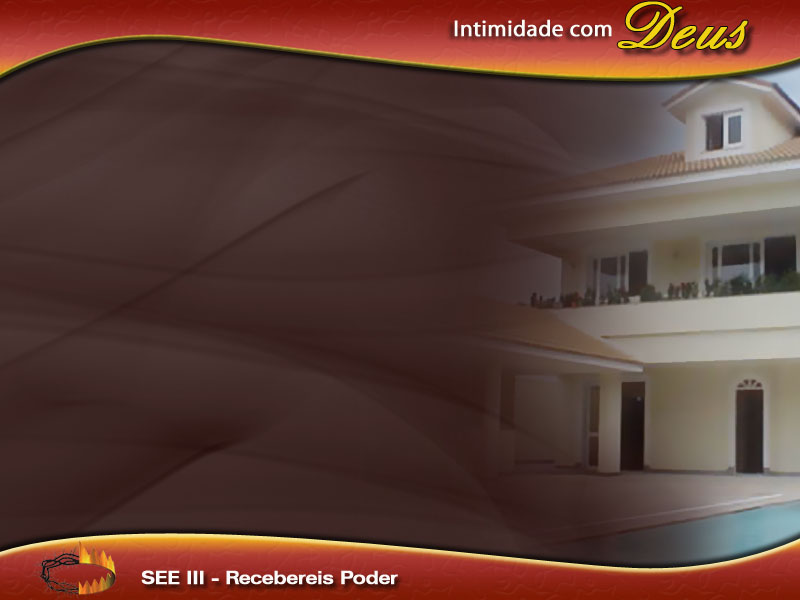 Intimidade com Deus
SEE III - Recebereis Poder